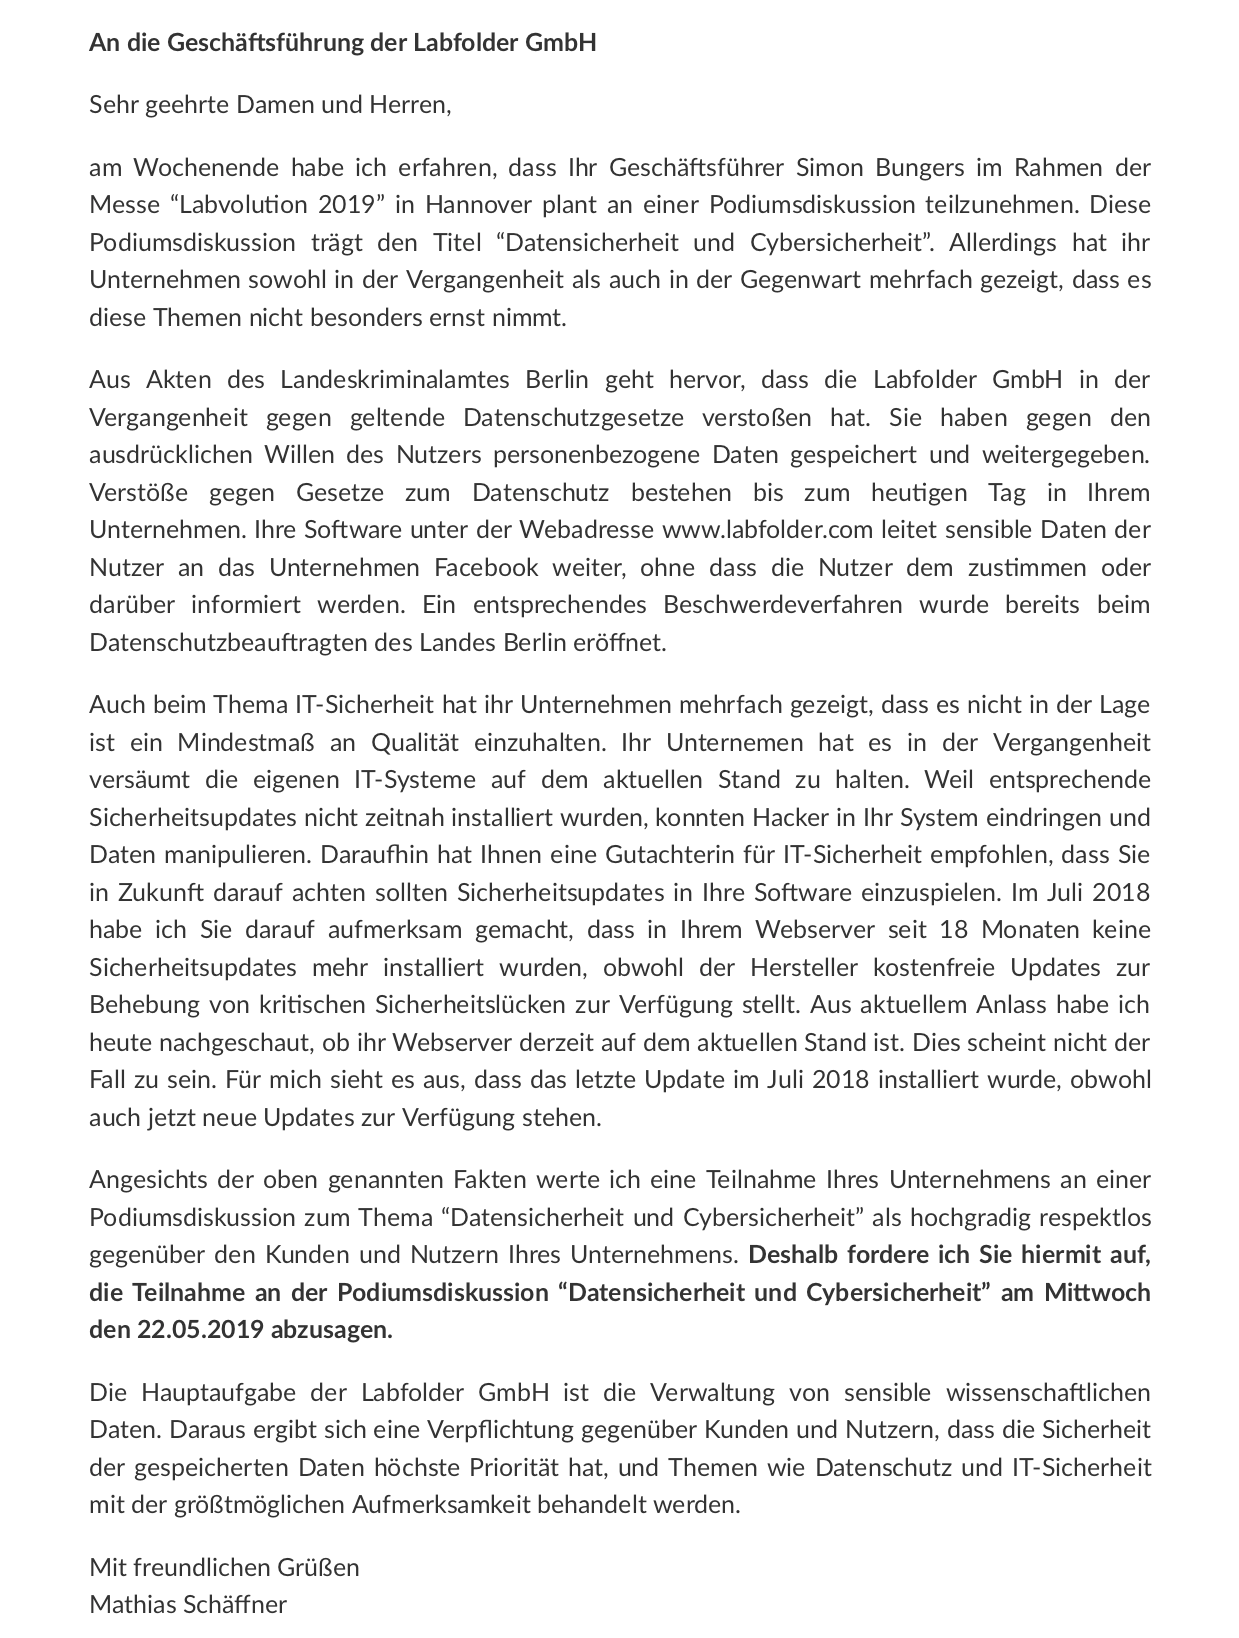 An die Geschäftsführung der Labfolder GmbH
Sehr geehrte Damen und Herren,
am Wochenende habe ich erfahren, dass Ihr Geschäftsführer Simon Bungers im Rahmen der
Messe “Labvolution 2019” in Hannover plant an einer Podiumsdiskussion teilzunehmen. Diese
Podiumsdiskussion trägt den Titel “Datensicherheit und Cybersicherheit”. Allerdings hat ihr
Unternehmen sowohl in der Vergangenheit als auch in der Gegenwart mehrfach gezeigt, dass es
diese Themen nicht besonders ernst nimmt.
Aus Akten des Landeskriminalamtes Berlin geht hervor, dass die Labfolder GmbH in der
Vergangenheit gegen geltende Datenschutzgesetze verstoßen hat. Sie haben gegen den
ausdrücklichen Willen des Nutzers personenbezogene Daten gespeichert und weitergegeben.
Verstöße gegen Gesetze zum Datenschutz bestehen bis zum heutigen Tag in Ihrem
Unternehmen. Ihre Software unter der Webadresse www.labfolder.com leitet sensible Daten der
Nutzer an das Unternehmen Facebook weiter, ohne dass die Nutzer dem zustimmen oder
darüber informiert werden. Ein entsprechendes Beschwerdeverfahren wurde bereits beim
Datenschutzbeauftragten des Landes Berlin eröffnet.
Auch beim Thema IT-Sicherheit hat ihr Unternehmen mehrfach gezeigt, dass es nicht in der Lage
ist ein Mindestmaß an Qualität einzuhalten. Ihr Unternemen hat es in der Vergangenheit
versäumt die eigenen IT-Systeme auf dem aktuellen Stand zu halten. Weil entsprechende
Sicherheitsupdates nicht zeitnah installiert wurden, konnten Hacker in Ihr System eindringen und
Daten manipulieren. Daraufhin hat Ihnen eine Gutachterin für IT-Sicherheit empfohlen, dass Sie
in Zukunft darauf achten sollten Sicherheitsupdates in Ihre Software einzuspielen. Im Juli 2018
habe ich Sie darauf aufmerksam gemacht, dass in Ihrem Webserver seit 18 Monaten keine
Sicherheitsupdates mehr installiert wurden, obwohl der Hersteller kostenfreie Updates zur
Behebung von kritischen Sicherheitslücken zur Verfügung stellt. Aus aktuellem Anlass habe ich
heute nachgeschaut, ob ihr Webserver derzeit auf dem aktuellen Stand ist. Dies scheint nicht der
Fall zu sein. Für mich sieht es aus, dass das letzte Update im Juli 2018 installiert wurde, obwohl
auch jetzt neue Updates zur Verfügung stehen.
Angesichts der oben genannten Fakten werte ich eine Teilnahme Ihres Unternehmens an einer
Podiumsdiskussion zum Thema “Datensicherheit und Cybersicherheit” als hochgradig respektlos
gegenüber den Kunden und Nutzern Ihres Unternehmens. Deshalb fordere ich Sie hiermit auf,
die Teilnahme an der Podiumsdiskussion “Datensicherheit und Cybersicherheit” am Mittwoch
den 22.05.2019 abzusagen.
Die Hauptaufgabe der Labfolder GmbH ist die Verwaltung von sensible wissenschaftlichen
Daten. Daraus ergibt sich eine Verpflichtung gegenüber Kunden und Nutzern, dass die Sicherheit
der gespeicherten Daten höchste Priorität hat, und Themen wie Datenschutz und IT-Sicherheit
mit der größtmöglichen Aufmerksamkeit behandelt werden.
Mit freundlichen Grüßen
Mathias Schäffner